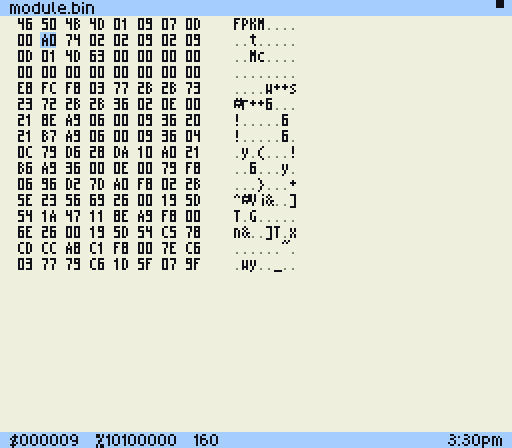 module.bin
46 50 4B 4D 01 09 07 0D FPKM....
00 A0 74 02 02 09 02 09 ..t.....
0D 01 4D 63 00 00 00 00 ..Mc....
00 00 00 00 00 00 00 00 ........
E8 FC F8 03 77 2B 2B 73 ....w++s
23 72 2B 2B 36 02 0E 00 #r++6...
21 8E A9 06 00 09 36 20 !.....6
21 B7 A9 06 00 09 36 04 !.....6.
0C 79 D6 28 DA 10 A0 21 .y.(...!
B6 A9 36 00 0E 00 79 F8 ..6...y.
06 96 D2 7D A0 F8 02 2B ...}...+
5E 23 56 69 26 00 19 5D ^#Vi&..]
54 1A 47 11 8E A9 F8 00 T.G.....
6E 26 00 19 5D 54 C5 78 n&..]T.x
CD CC A8 C1 F8 00 7E C6 ......~.
03 77 79 C6 1D 5F 07 9F .wy.._..
$000009 %10100000 160 3:30pm